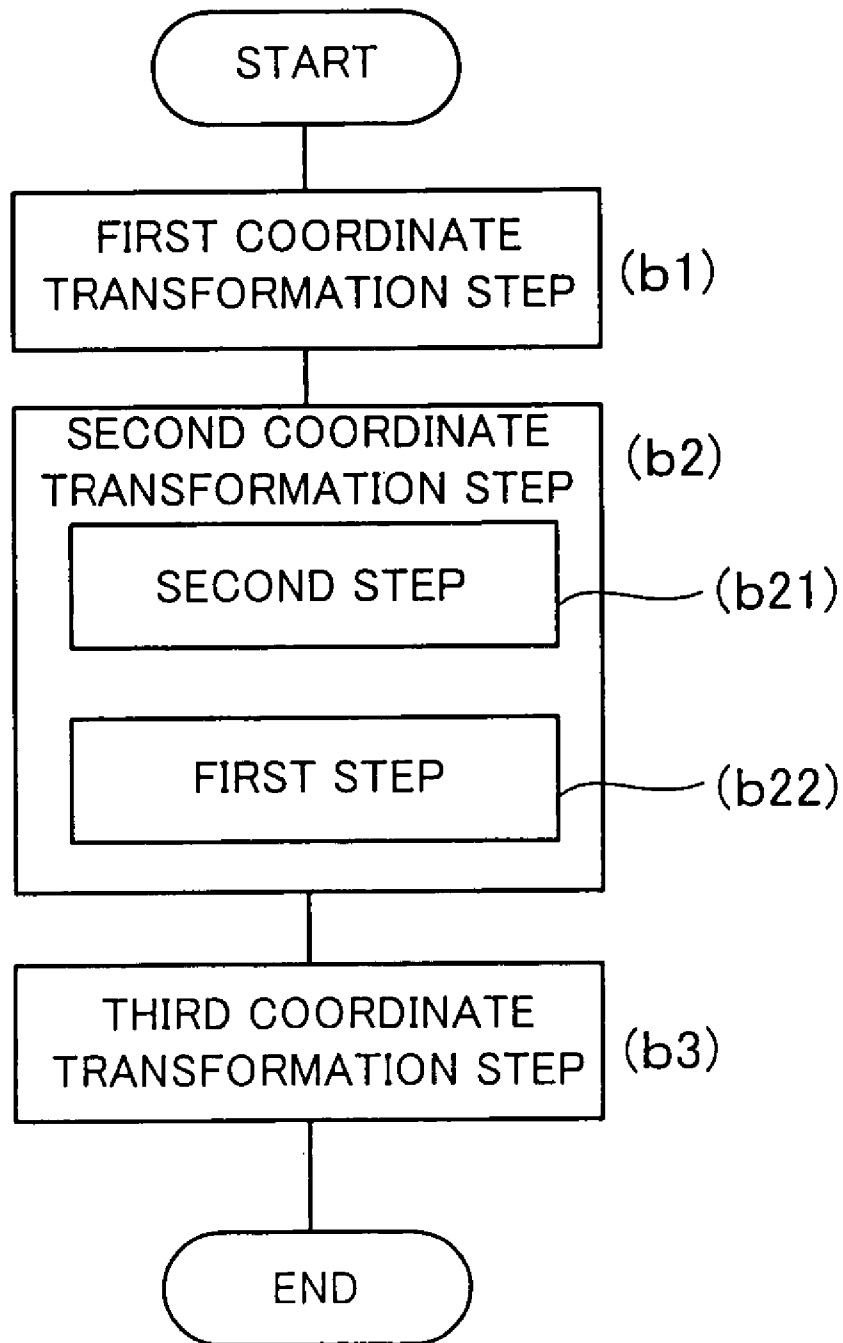 START
FIRST COORDINATE
TRANSFORMATION STEP
(b1)
SECOND COORDINATE
TRANSFORMATION STEP
(b2)
SECOND STEP
(b21)
FIRST STEP
(b22)
THIRD COORDINATE
TRANSFORMATION STEP
(b3)
END